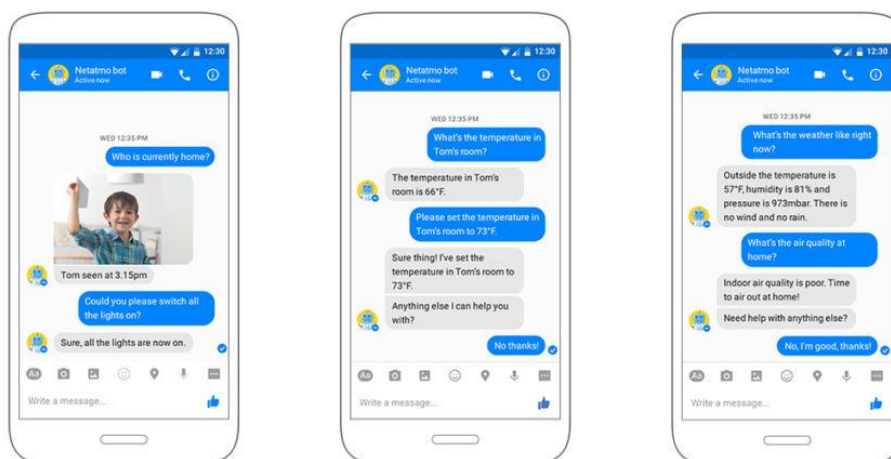 12:30
Netatmo bot
Active now
WED 12:35 PM
Who is currently home?
Tom seen at 3.15pm
Could you please switch all
the lights on?
Sure, all the lights are now on.
Aa
Write a message...
12:30
Netatmo bot
Active now
WED 12:35 PM
What's the temperature in
Tom's room?
The temperature in Tom's
room is 66°F.
Please set the temperature in
Tom's room to 73°F.
Sure thing! I've set the
temperature in Tom's room to
73°F.
Anything else I can help you
with?
No thanks!
Aa
Write a message...
12:30
Netatmo bot
Active now
WED 12:35 PM
What's the weather like right
now?
Outside the temperature is
57°F, humidity is 81% and
pressure is 973mbar. There is
no wind and no rain.
What's the air quality at
home?
Indoor air quality is poor. Time
to air out at home!
Need help with anything else?
No, I'm good, thanks!
Aa
Write a message...